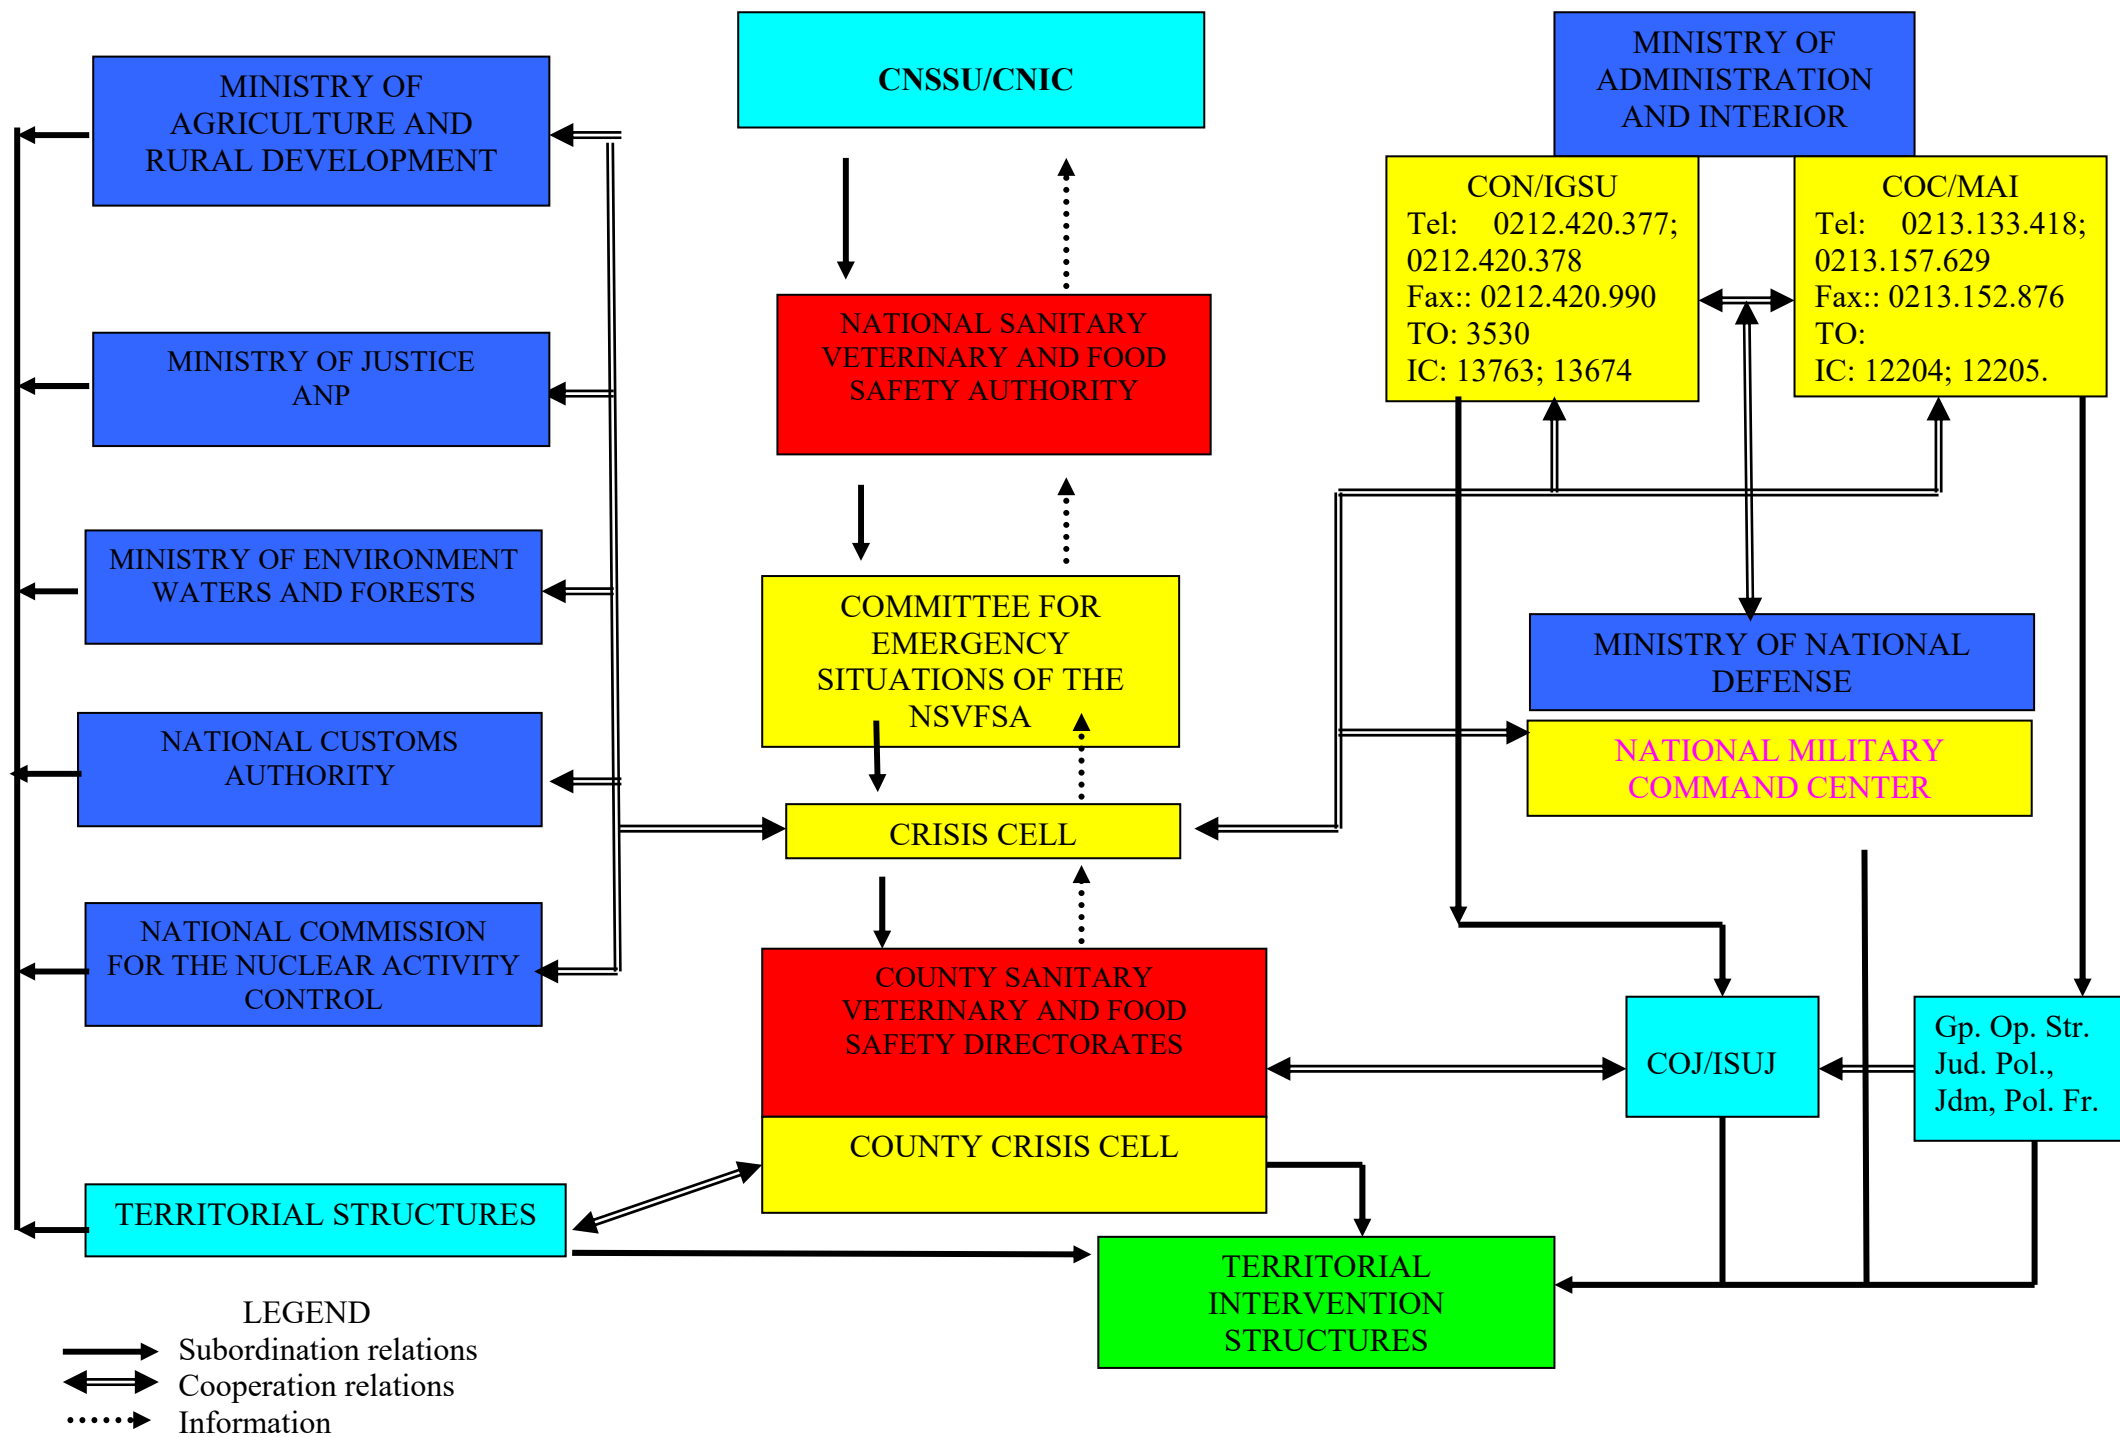 CNSSU/CNIC
MINISTRY OF
ADMINISTRATION
AND INTERIOR
MINISTRY OF
AGRICULTURE AND
RURAL DEVELOPMENT
CON/IGSU
Tel: 0212.420.377;
0212.420.378
Fax:: 0212.420.990
TO: 3530
IC: 13763; 13674
COC/MAI
Tel: 0213.133.418;
0213.157.629
Fax:: 0213.152.876
TO:
IC: 12204; 12205.
NATIONAL SANITARY
VETERINARY AND FOOD
SAFETY AUTHORITY
MINISTRY OF JUSTICE
ANP
MINISTRY OF ENVIRONMENT
WATERS AND FORESTS
COMMITTEE FOR
EMERGENCY
SITUATIONS OF THE
NSVFSA
MINISTRY OF NATIONAL
DEFENSE
NATIONAL CUSTOMS
AUTHORITY
NATIONAL MILITARY
COMMAND CENTER
CRISIS CELL
NATIONAL COMMISSION
FOR THE NUCLEAR ACTIVITY
CONTROL
COUNTY SANITARY
VETERINARY AND FOOD
SAFETY DIRECTORATES
COJ/ISUJ
Gp. Op. Str.
Jud. Pol.,
Jdm, Pol. Fr.
COUNTY CRISIS CELL
TERRITORIAL STRUCTURES
TERRITORIAL
INTERVENTION
STRUCTURES
LEGEND
Subordination relations
Cooperation relations
Information